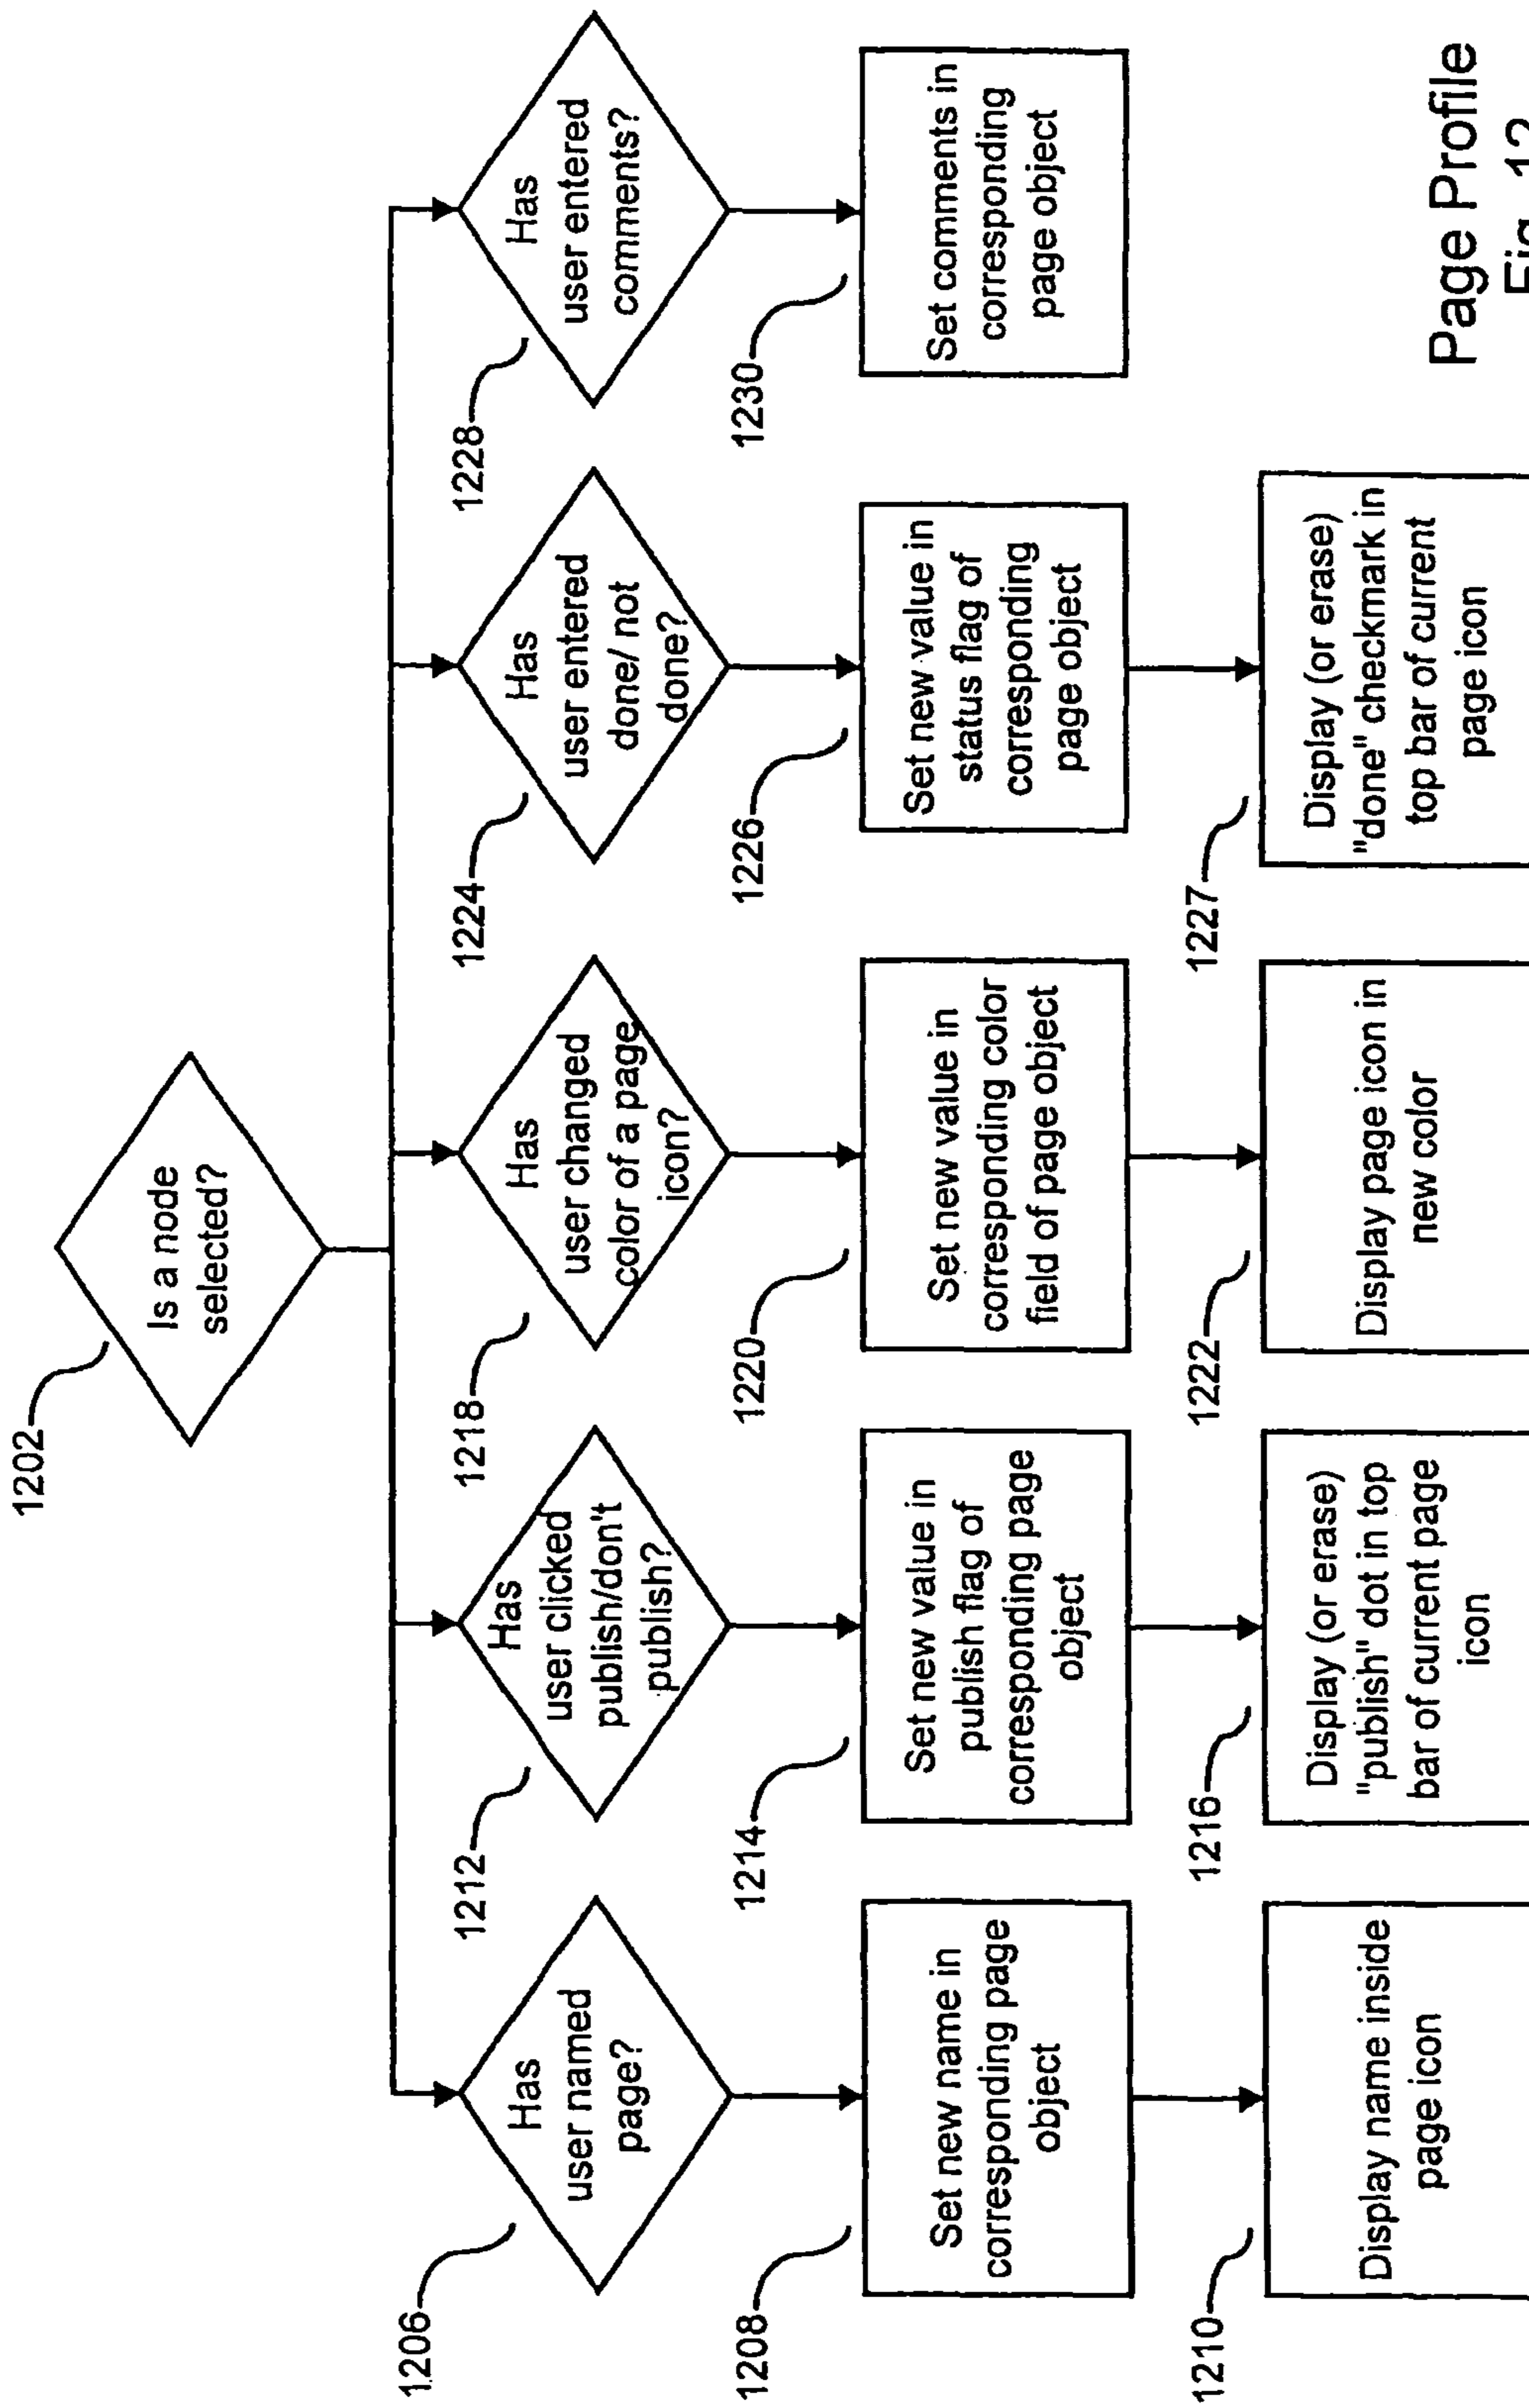 1202
Is a node
selected?
1206
Has
user named
page?
1212
Has
user clicked
publish/don't
publish?
1218
Has
user changed
color of a page
icon?
1224
Has
user entered
done/ not
done?
1228
Has
user entered
comments?
1208
Set new name in
corresponding page
object
1214
Set new value in
publish flag of
corresponding page
object
1220
Set new value in
corresponding color
field of page object
1226
Set new value in
status flag of
corresponding
page object
1230
Set comments in
corresponding
page object
1210
Display name inside
page icon
1216
Display (or erase)
"publish" dot in top
bar of current page
icon
1222
Display page icon in
new color
1227
Display (or erase)
"done" checkmark in
top bar of current
page icon
Page Profile
Fig. 12